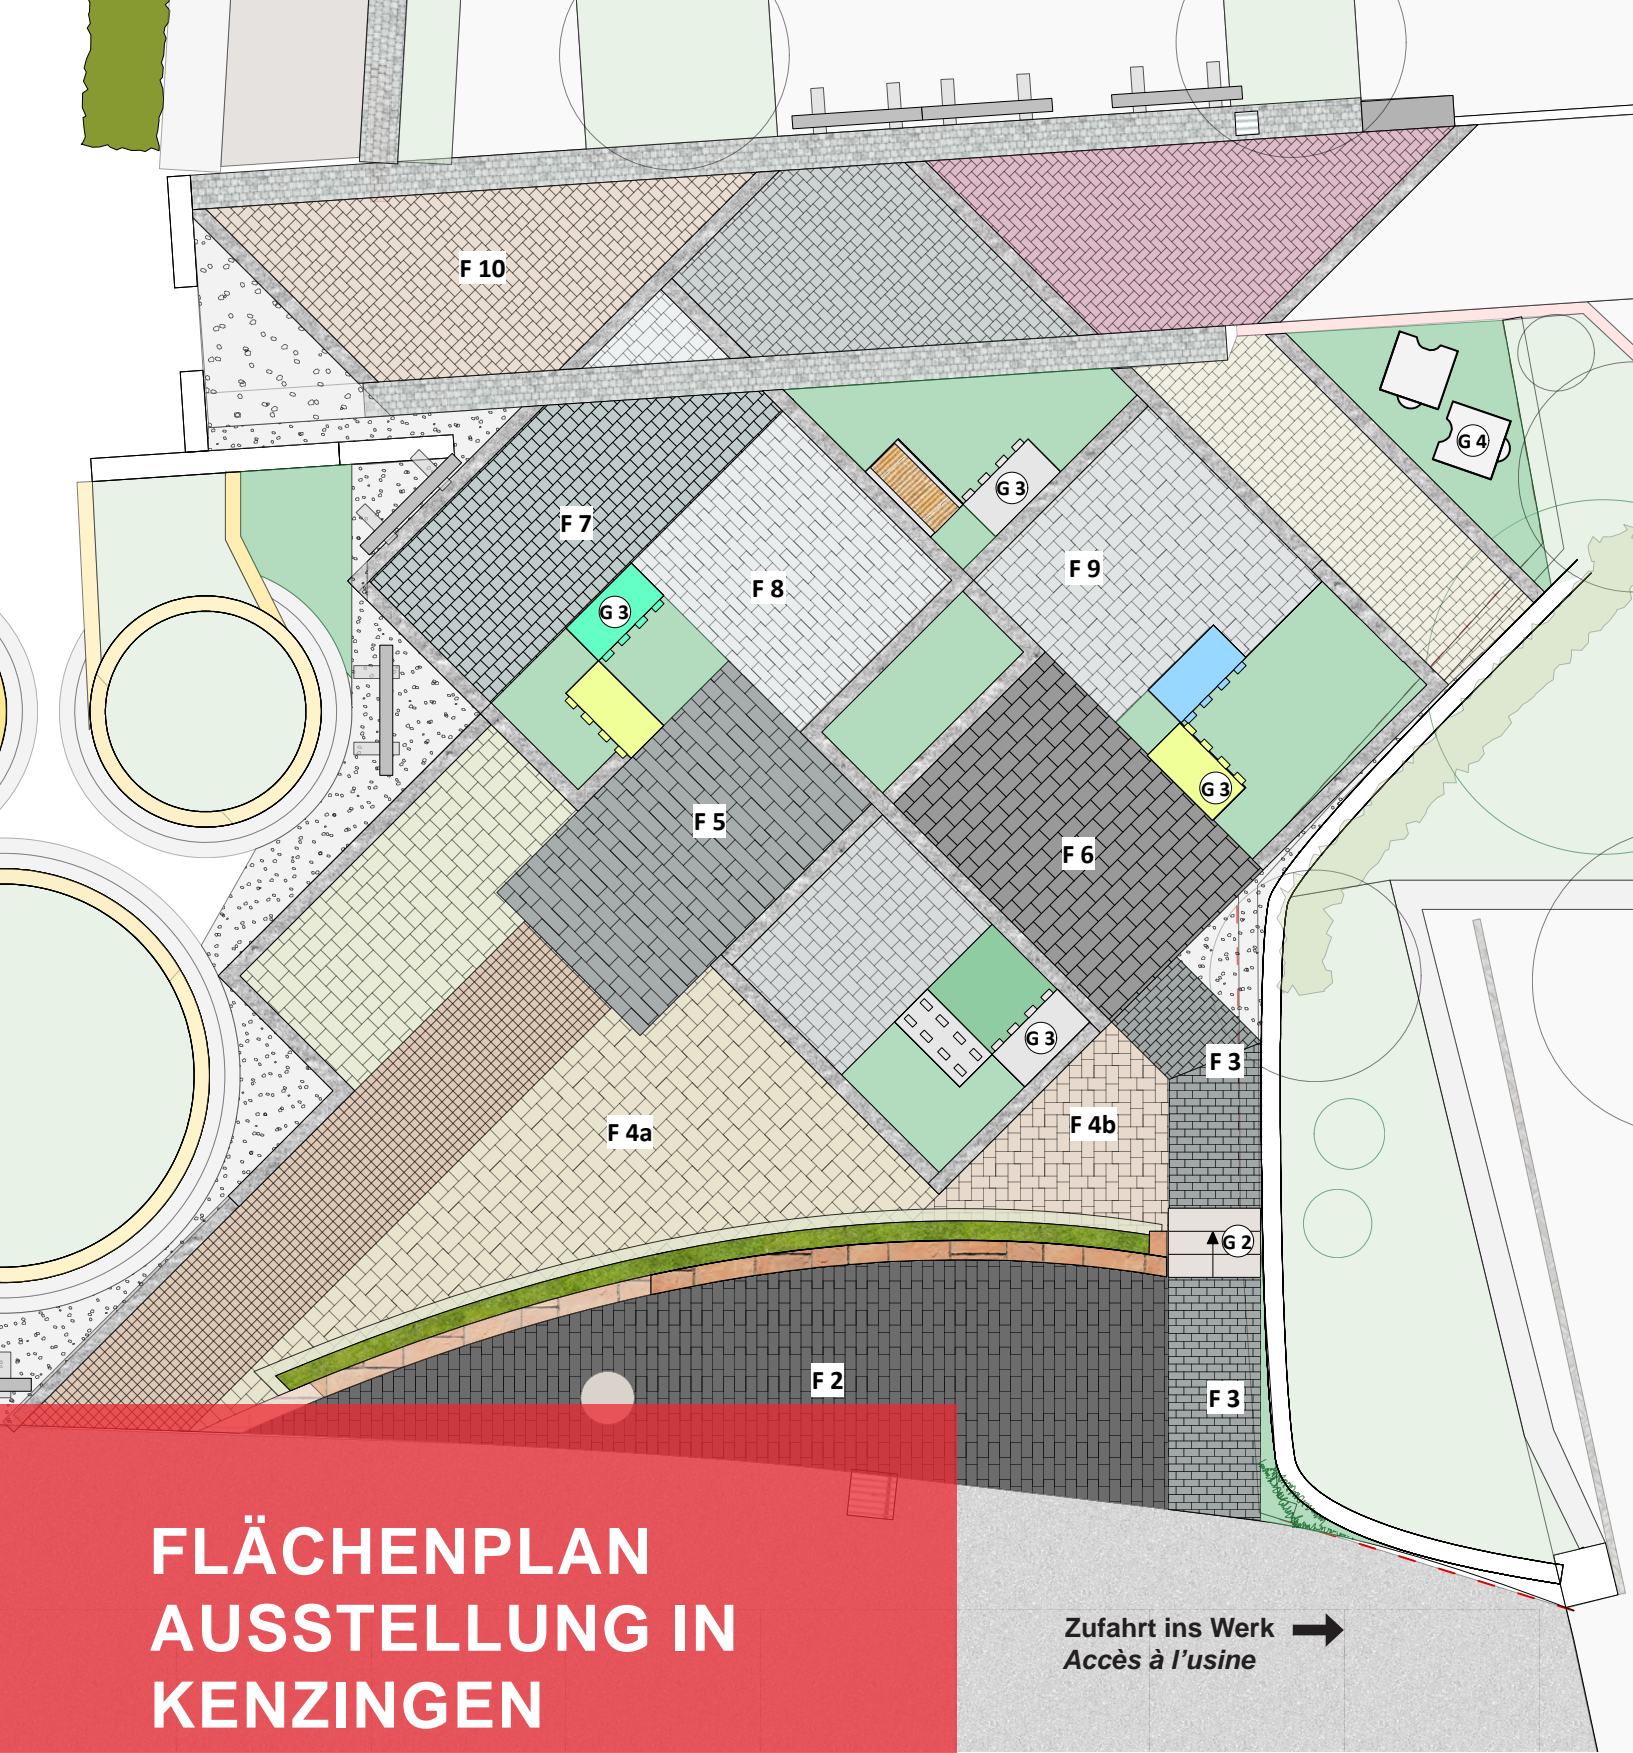 F 10
G 4
G 3
F 7
F 9
F 8
G 3
G 3
F 5
F 6
G 3
F 3
F 4b
F 4a
G 2
F 2
F 3
FLÄCHENPLAN
AUSSTELLUNG IN
KENZINGEN
Zufahrt ins Werk
Accès à l'usine